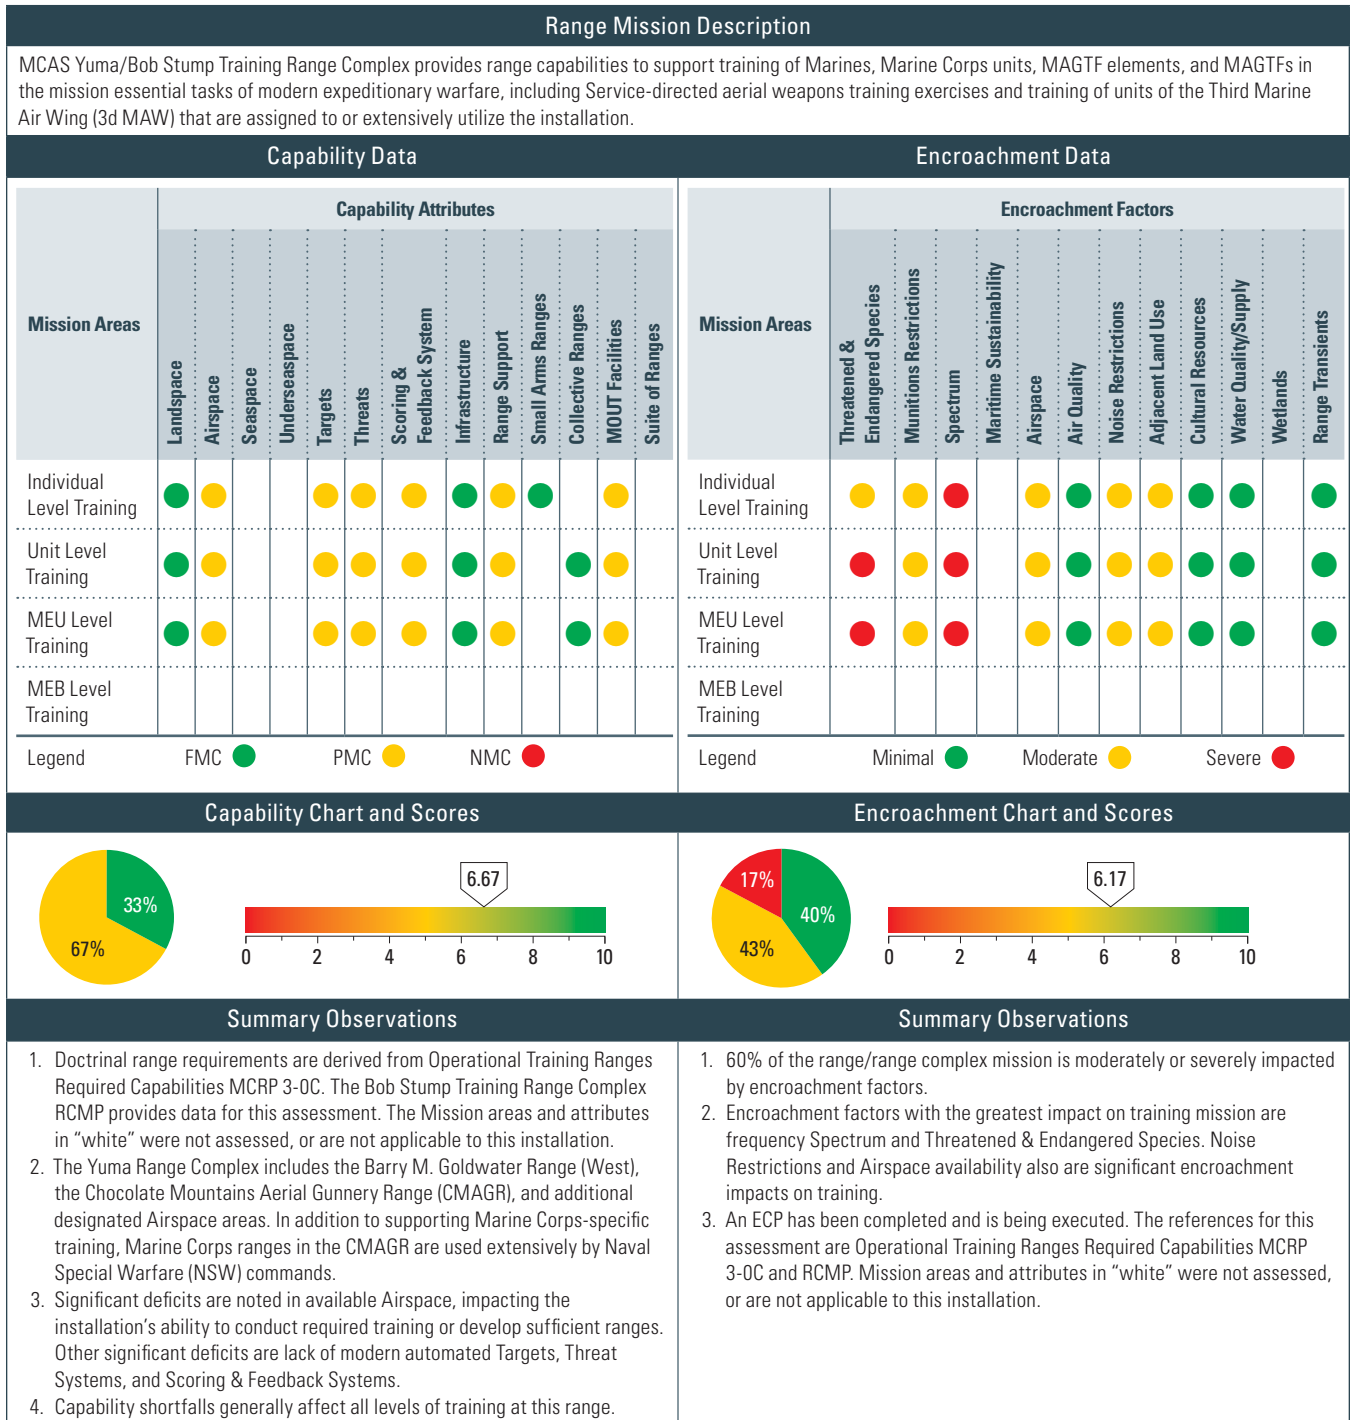 Range Mission Description
MCAS Yuma/Bob Stump Training Range Complex provides range capabilities to support training of Marines, Marine Corps units, MAGTF elements, and MAGTFs in
the mission essential tasks of modern expeditionary warfare, including Service-directed aerial weapons training exercises and training of units of the Third Marine
Air Wing (3d MAW) that are assigned to or extensively utilize the installation.
Capability Data
Mission Areas
Capability Attributes
Landspace
Airspace
Seaspace
Underseaspace
Targets
Threats
Scoring &
Feedback System
Infrastructure
Range Support
Small Arms Ranges
Collective Ranges
MOUT Facilities
Suite of Ranges
Individual
Level Training
Unit Level
Training
MEU Level
Training
MEB Level
Training
Legend FMC PMC NMC
Encroachment Data
Mission Areas
Encroachment Factors
Threatened &
Endangered Species
Munitions Restrictions
Spectrum
Maritime Sustainability
Airspace
Air Quality
Noise Restrictions
Adjacent Land Use
Cultural Resources
Water Quality/Supply
Wetlands
Range Transients
Individual
Level Training
Unit Level
Training
MEU Level
Training
MEB Level
Training
Legend Minimal Moderate Severe
Capability Chart and Scores
33%
67%
6.67
0 2 4 6 8 10
Encroachment Chart and Scores
17%
40%
43%
6.17
0 2 4 6 8 10
Summary Observations
1. Doctrinal range requirements are derived from Operational Training Ranges
Required Capabilities MCRP 3-0C. The Bob Stump Training Range Complex
RCMP provides data for this assessment. The Mission areas and attributes
in “white” were not assessed, or are not applicable to this installation.
2. The Yuma Range Complex includes the Barry M. Goldwater Range (West),
the Chocolate Mountains Aerial Gunnery Range (CMAGR), and additional
designated Airspace areas. In addition to supporting Marine Corps-specific
training, Marine Corps ranges in the CMAGR are used extensively by Naval
Special Warfare (NSW) commands.
3. Significant deficits are noted in available Airspace, impacting the
installation’s ability to conduct required training or develop sufficient ranges.
Other significant deficits are lack of modern automated Targets, Threat
Systems, and Scoring & Feedback Systems.
4. Capability shortfalls generally affect all levels of training at this range.
Summary Observations
1. 60% of the range/range complex mission is moderately or severely impacted
by encroachment factors.
2. Encroachment factors with the greatest impact on training mission are
frequency Spectrum and Threatened & Endangered Species. Noise
Restrictions and Airspace availability also are significant encroachment
impacts on training.
3. An ECP has been completed and is being executed. The references for this
assessment are Operational Training Ranges Required Capabilities MCRP
3-0C and RCMP. Mission areas and attributes in “white” were not assessed,
or are not applicable to this installation.